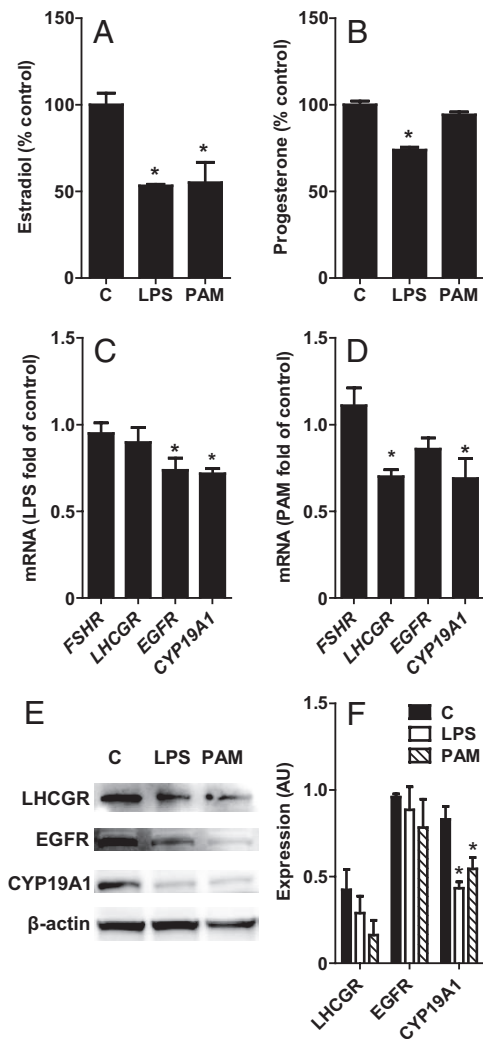 A
Estradiol (% control)
150
100
50
0
*
*
C LPS PAM
B
Progesterone (% control)
150
100
50
0
*
C LPS PAM
C
mRNA (LPS fold of control)
1.5
1.0
0.5
0
*
*
FSHR
LHCGR
EGFR
CYP19A1
D
mRNA (PAM fold of control)
1.5
1.0
0.5
0
*
*
FSHR
LHCGR
EGFR
CYP19A1
E
C LPS PAM
LHCGR
EGFR
CYP19A1
β-actin
F
C
LPS
PAM
Expression (AU)
1.5
1.0
0.5
0
*
*
LHCGR
EGFR
CYP19A1